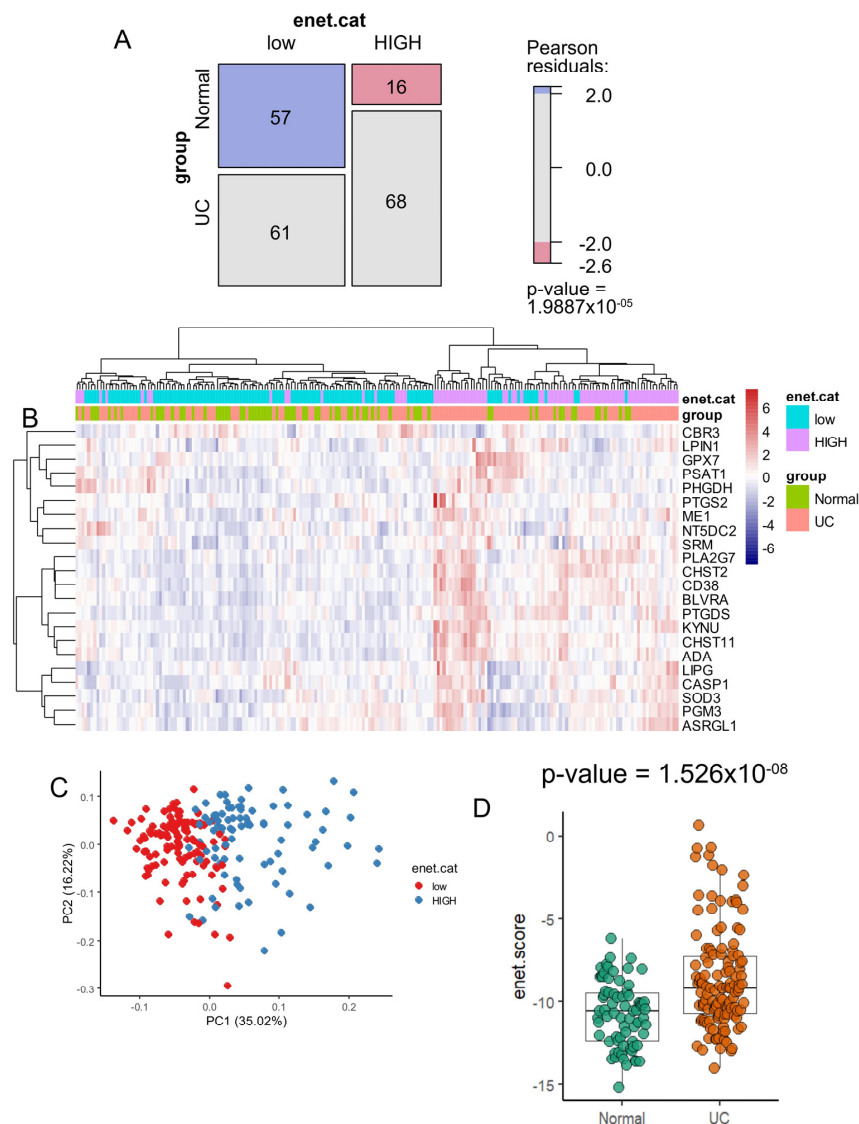 A
enet.cat
low HIGH
group
Normal
UC
57
16
61
68
Pearson
residuals:
2.0
0.0
-2.0
-2.6
p-value =
1.9887x10-05
B
enet.cat
group
CBR3
LPIN1
GPX7
PSAT1
PHGDH
PTGS2
ME1
NT5DC2
SRM
PLA2G7
CHST2
CD38
BLVRA
PTGDS
KYNU
CHST11
ADA
LIPG
CASP1
SOD3
PGM3
ASRGL1
6
4
2
0
-2
-4
-6
enet.cat
low
HIGH
group
Normal
UC
C
0.1
0.0
-0.1
-0.2
-0.3
PC2 (16.22%)
-0.1 0.0 0.1 0.2
PC1 (35.02%)
enet.cat
low
HIGH
p-value = 1.526x10-08
D
0
-5
-10
-15
enet.score
Normal UC